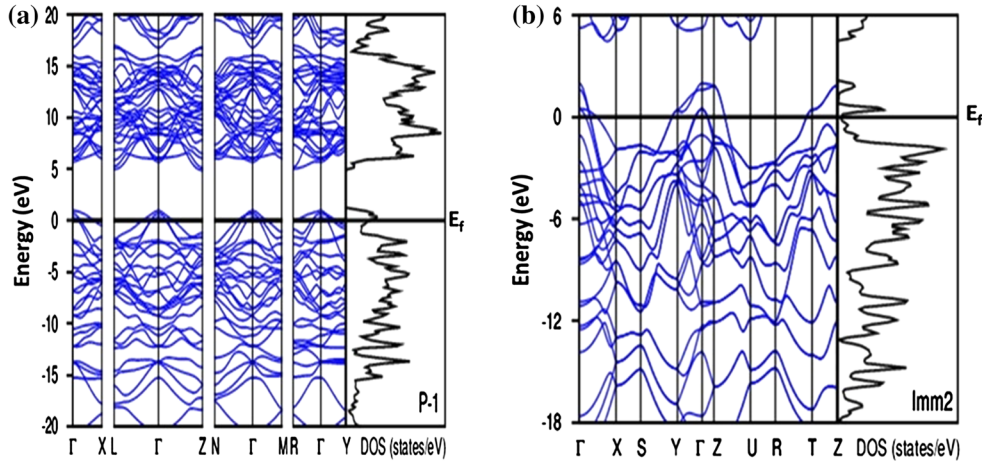 (a)
Energy (eV)
20
15
10
5
0
-5
-10
-15
-20
E_f
P-1
Γ X L Γ Z N Γ M R Γ Y DOS (states/eV)
(b)
Energy (eV)
6
0
-6
-12
-18
E_f
Imm2
Γ X S Y Γ Z U R T Z DOS (states/eV)